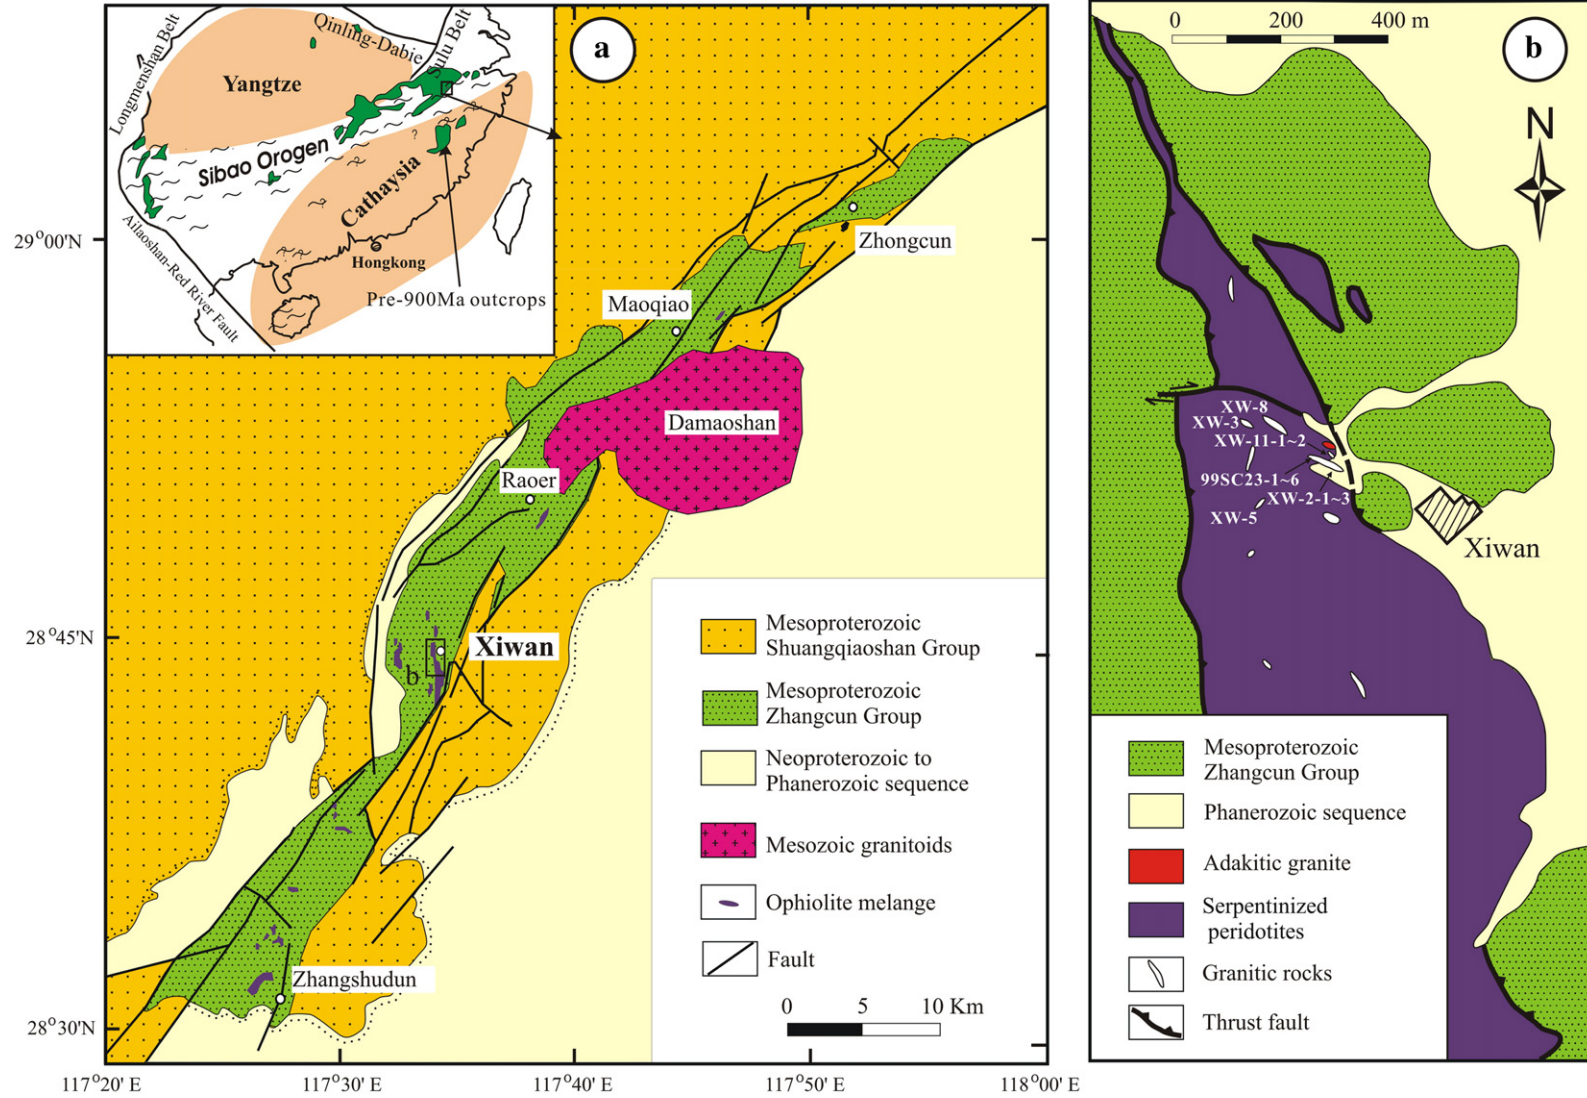 a
Longmenshan Belt
Qinling-Dabie
Sulu Belt
Yangtze
Sibao Orogen
Cathaysia
?
Hongkong
Ailaoshan-Red River Fault
Pre-900Ma outcrops
Zhongcun
Maoqiao
Damaoshan
Raoer
Xiwan
b
Zhangshudun
Mesoproterozoic
Shuangqiaoshan Group
Mesoproterozoic
Zhangcun Group
Neoproterozoic to
Phanerozoic sequence
Mesozoic granitoids
Ophiolite melange
Fault
0 5 10 Km
29°00'N
28°45'N
28°30'N
117°20' E 117°30' E 117°40' E 117°50' E 118°00' E
b
0 200 400 m
N
XW-8
XW-3
XW-11-1~2
99SC23-1~6
XW-2-1~3
XW-5
Xiwan
Mesoproterozoic
Zhangcun Group
Phanerozoic sequence
Adakitic granite
Serpentinized
peridotites
Granitic rocks
Thrust fault